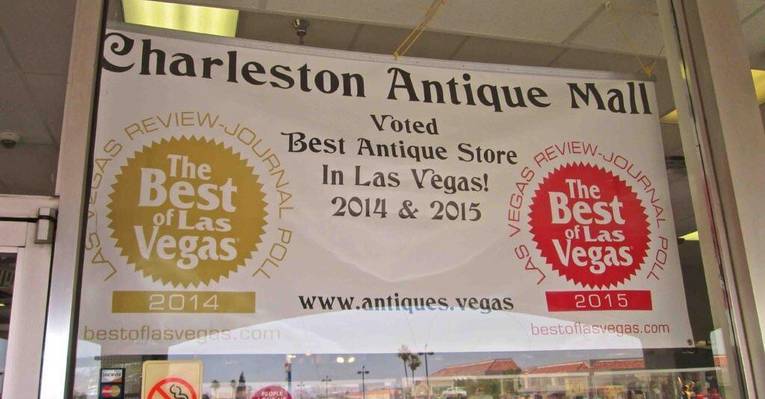 Charleston Antique Mall
Voted
Best Antique Store
In Las Vegas!
2014 & 2015
www.antiques.vegas
LAS VEGAS REVIEW-JOURNAL POLL
The
Best
of Las
Vegas
2014
bestoflasvegas.com
LAS VEGAS REVIEW-JOURNAL POLL
The
Best
of Las
Vegas
2015
bestoflasvegas.com
PEOPLE